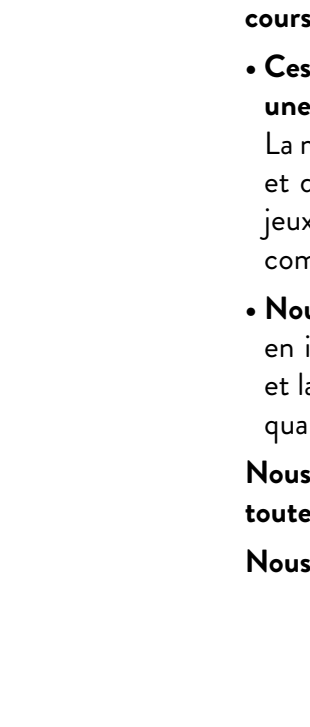 cours
• Ces
une
La
et
jeux
com
• Nou
en
et la
qua
Nous
toute
Nous